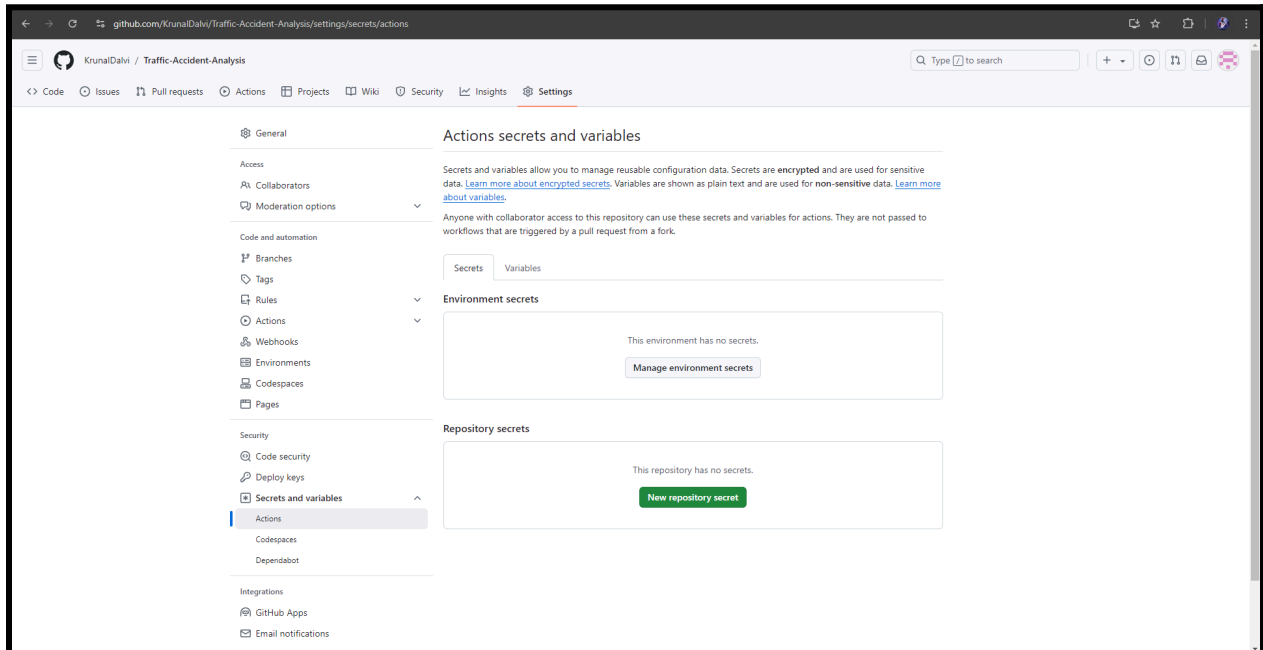 github.com/KrunalDalvi/Traffic-Accident-Analysis/settings/secrets/actions
KrunalDalvi / Traffic-Accident-Analysis
Type / to search
<> Code Issues Pull requests Actions Projects Wiki Security Insights Settings
General
Access
Collaborators
Moderation options
Code and automation
Branches
Tags
Rules
Actions
Webhooks
Environments
Codespaces
Pages
Security
Code security
Deploy keys
Secrets and variables
Actions
Codespaces
Dependabot
Integrations
GitHub Apps
Email notifications
Actions secrets and variables
Secrets and variables allow you to manage reusable configuration data. Secrets are encrypted and are used for sensitive
data. Learn more about encrypted secrets. Variables are shown as plain text and are used for non-sensitive data. Learn more
about variables.
Anyone with collaborator access to this repository can use these secrets and variables for actions. They are not passed to
workflows that are triggered by a pull request from a fork.
Secrets Variables
Environment secrets
This environment has no secrets.
Manage environment secrets
Repository secrets
This repository has no secrets.
New repository secret